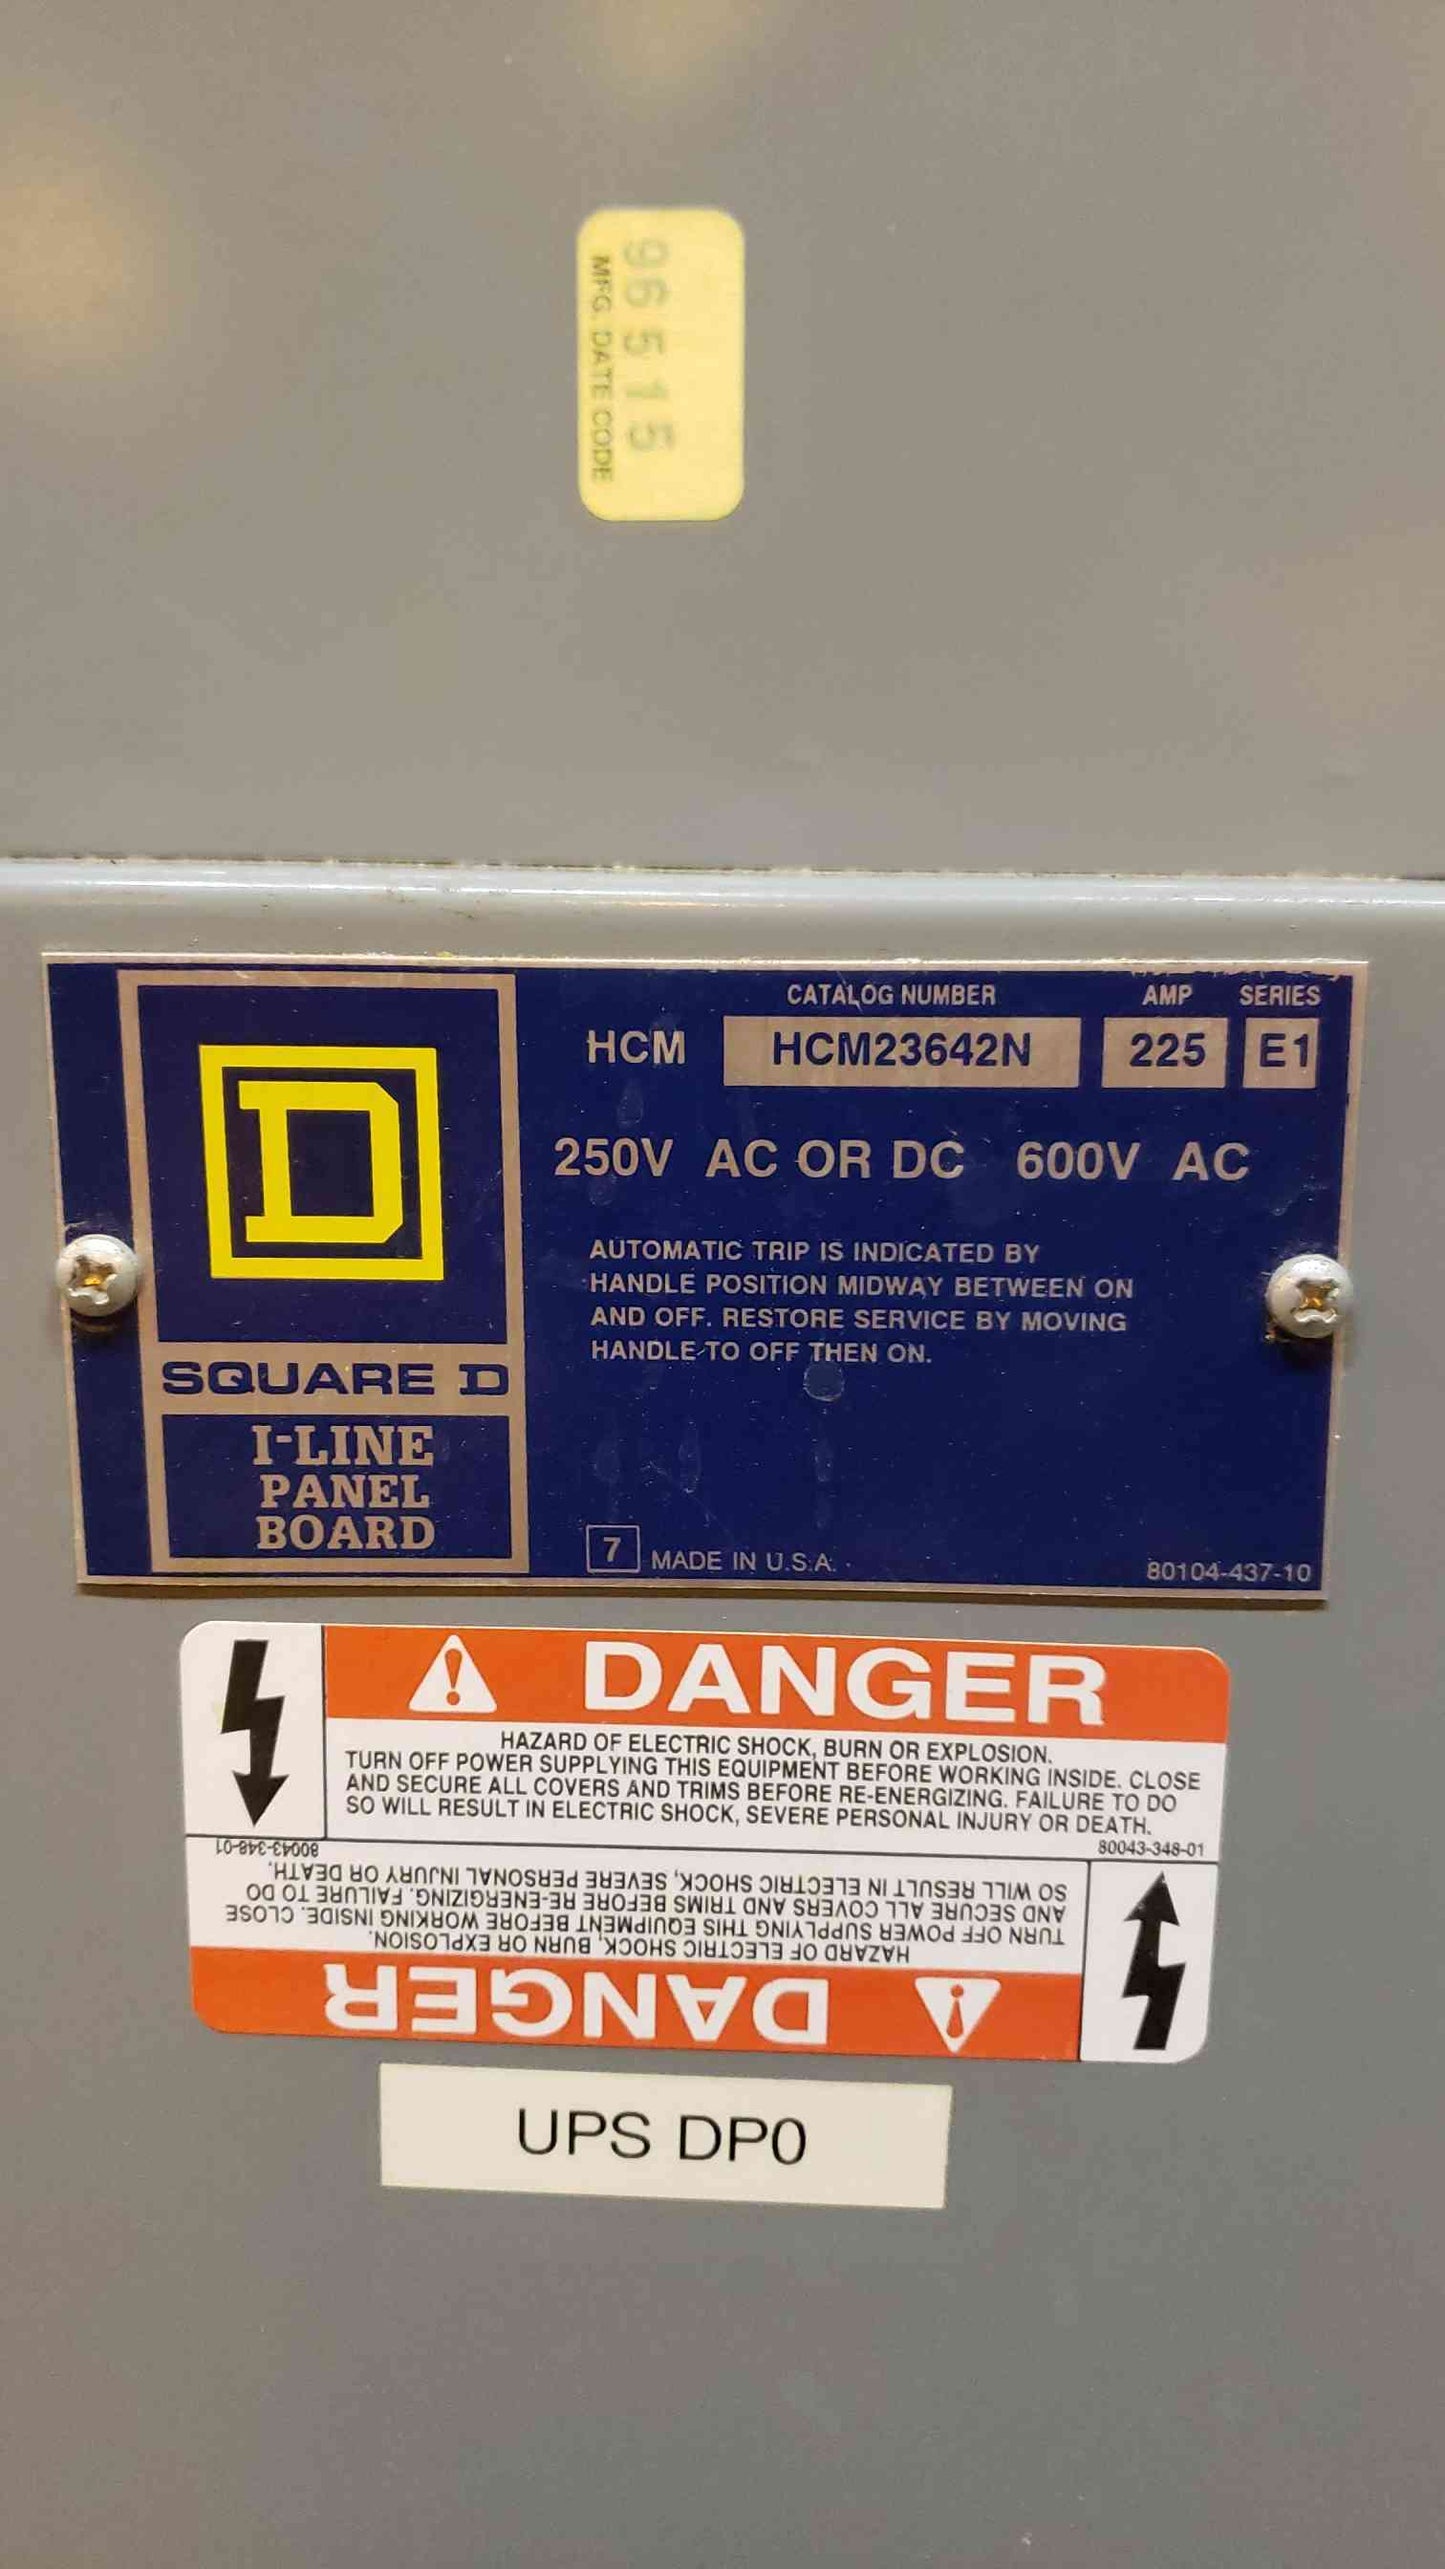 96515
MFG. DATE CODE
CATALOG NUMBER AMP SERIES
HCM HCM23642N 225 E1
250V AC OR DC 600V AC
AUTOMATIC TRIP IS INDICATED BY
HANDLE POSITION MIDWAY BETWEEN ON
AND OFF. RESTORE SERVICE BY MOVING
HANDLE TO OFF THEN ON.
D
SQUARE D
I-LINE
PANEL
BOARD
7 MADE IN U.S.A. 80104-437-10
DANGER
HAZARD OF ELECTRIC SHOCK, BURN OR EXPLOSION.
TURN OFF POWER SUPPLYING THIS EQUIPMENT BEFORE WORKING INSIDE. CLOSE
AND SECURE ALL COVERS AND TRIMS BEFORE RE-ENERGIZING. FAILURE TO DO
SO WILL RESULT IN ELECTRIC SHOCK, SEVERE PERSONAL INJURY OR DEATH.
80043-348-01
DANGER
HAZARD OF ELECTRIC SHOCK, BURN OR EXPLOSION.
TURN OFF POWER SUPPLYING THIS EQUIPMENT BEFORE WORKING INSIDE. CLOSE
AND SECURE ALL COVERS AND TRIMS BEFORE RE-ENERGIZING. FAILURE TO DO
SO WILL RESULT IN ELECTRIC SHOCK, SEVERE PERSONAL INJURY OR DEATH.
80043-348-01
UPS DP0